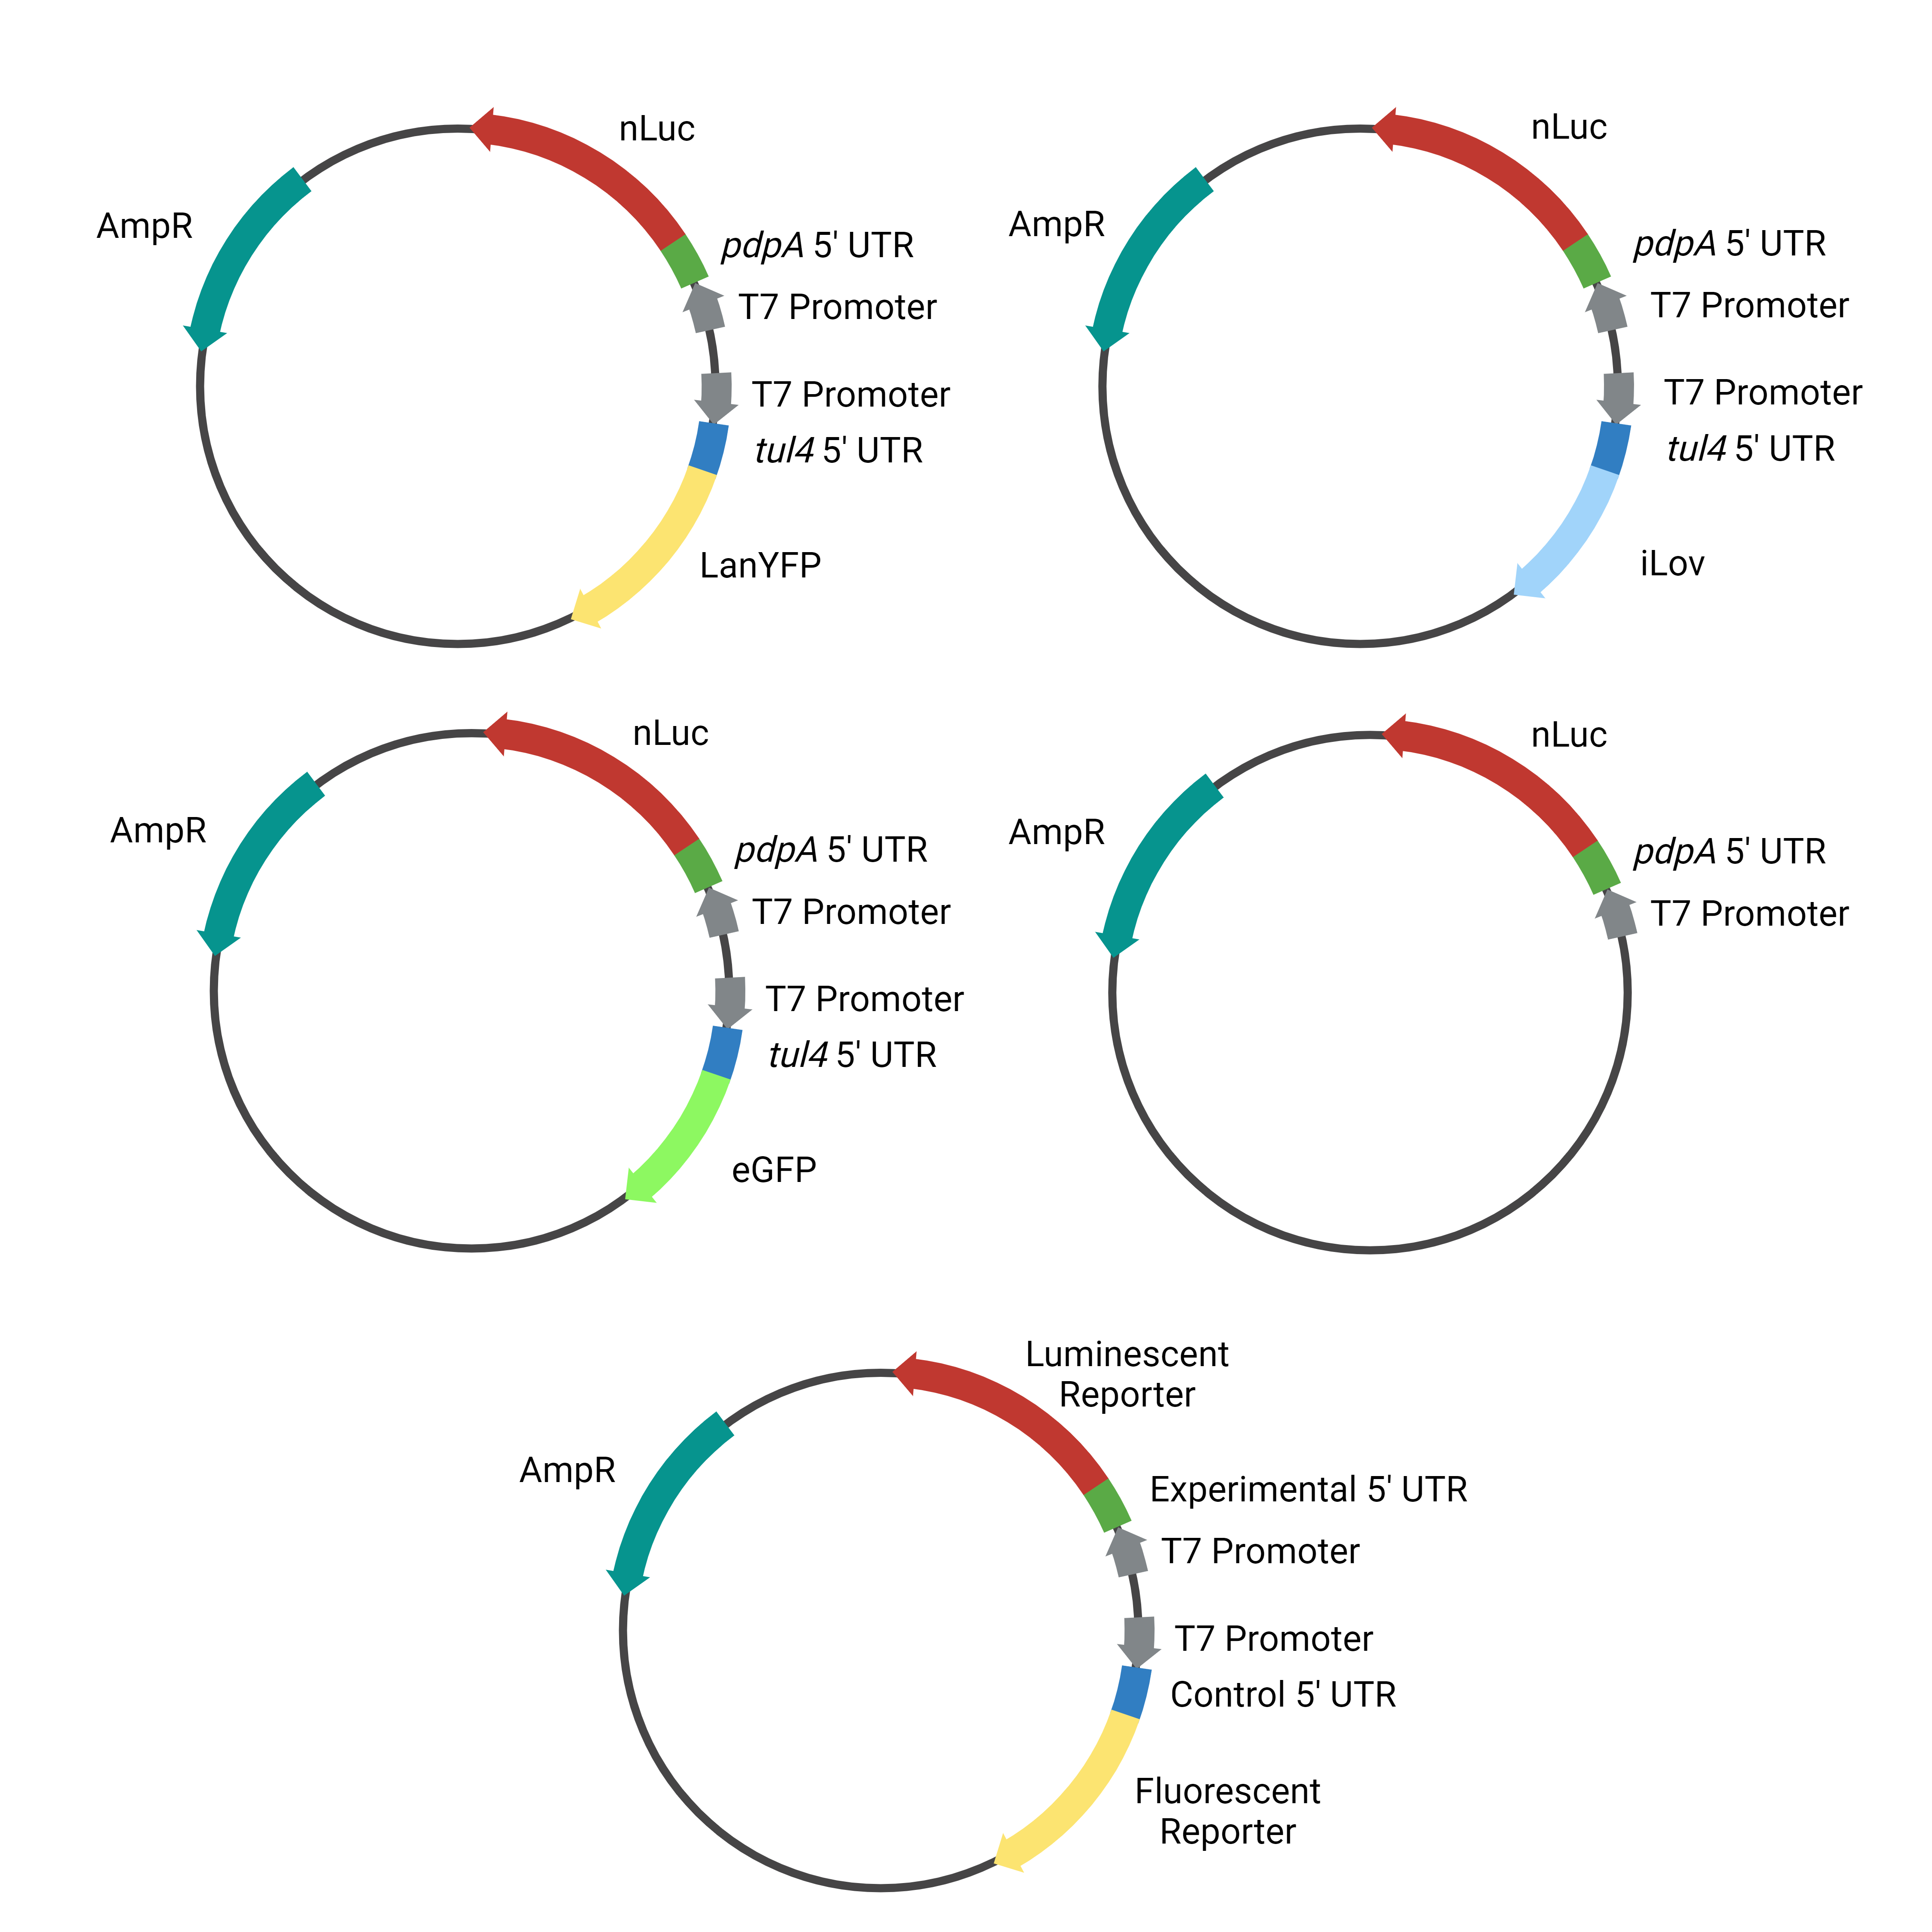 nLuc
AmpR
pdpA 5' UTR
T7 Promoter
T7 Promoter
tul4 5' UTR
LanYFP
nLuc
AmpR
pdpA 5' UTR
T7 Promoter
T7 Promoter
tul4 5' UTR
iLov
nLuc
AmpR
pdpA 5' UTR
T7 Promoter
T7 Promoter
tul4 5' UTR
eGFP
nLuc
AmpR
pdpA 5' UTR
T7 Promoter
Luminescent
Reporter
AmpR
Experimental 5' UTR
T7 Promoter
T7 Promoter
Control 5' UTR
Fluorescent
Reporter